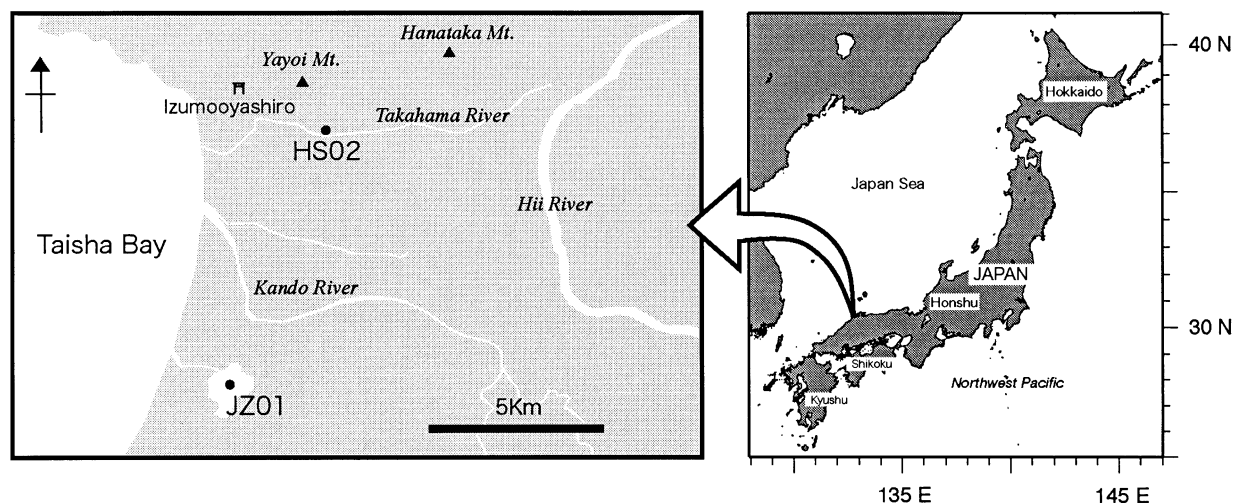 Hanataka Mt.
Yayoi Mt.
Izumooyashiro
Takahama River
HS02
Hii River
Taisha Bay
Kando River
JZ01
5Km
40 N
Hokkaido
Japan Sea
JAPAN
Honshu
30 N
Shikoku
Northwest Pacific
Kyushu
135 E
145 E